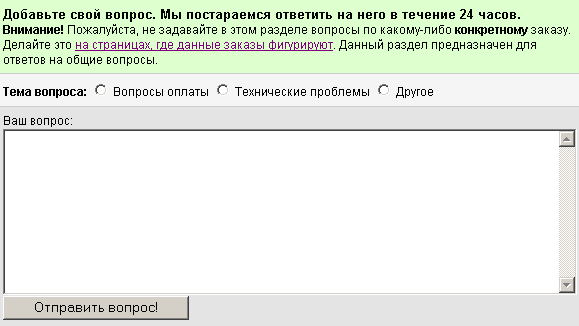 Добавьте свой вопрос. Мы постараемся ответить на него в течение 24 часов.
Внимание! Пожалуйста, не задавайте в этом разделе вопросы по какому-либо конкретному заказу.
Делайте это на страницах, где данные заказы фигурируют. Данный раздел предназначен для
ответов на общие вопросы.
Тема вопроса: Вопросы оплаты Технические проблемы Другое
Ваш вопрос:
Отправить вопрос!